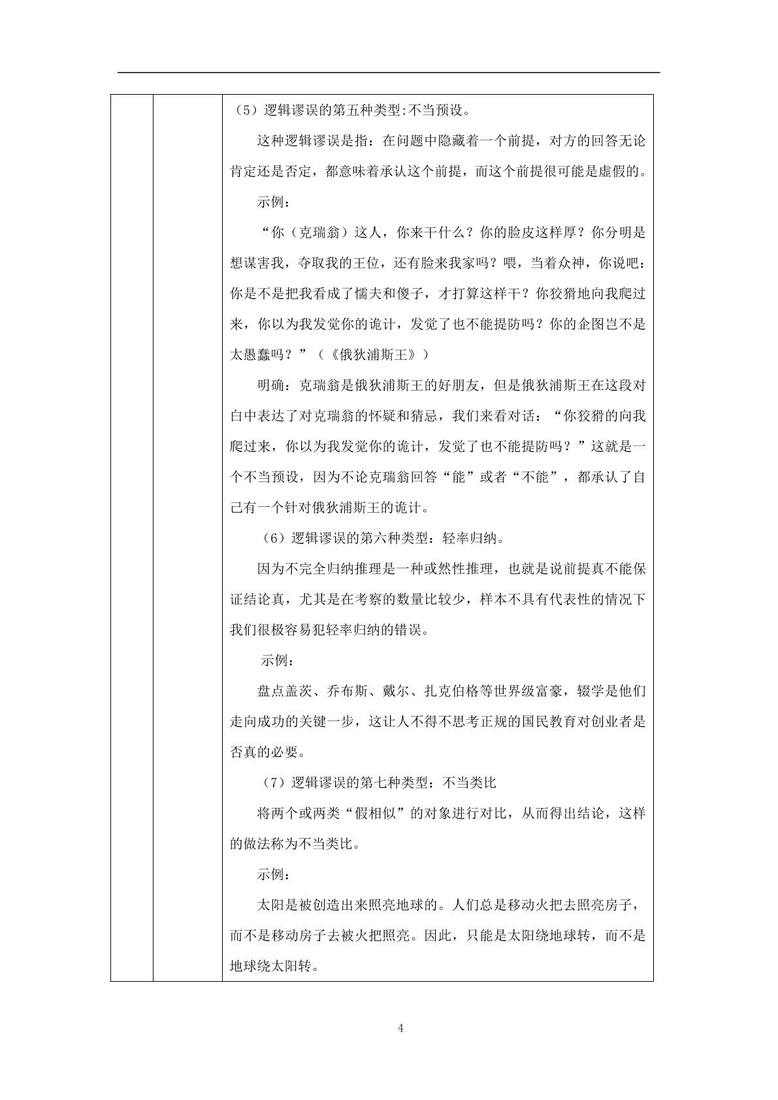 （5）逻辑谬误的第五种类型:不当预设。
这种逻辑谬误是指：在问题中隐藏着一个前提，对方的回答无论
肯定还是否定，都意味着承认这个前提，而这个前提很可能是虚假的。
示例：
“你（克瑞翁）这人，你来干什么？你的脸皮这样厚？你分明是
想谋害我，夺取我的王位，还有脸来我家吗？喂，当着众神，你说吧：
你是不是把我看成了懦夫和傻子，才打算这样干？你狡猾地向我爬过
来，你以为我发觉你的诡计，发觉了也不能提防吗？你的企图岂不是
太愚蠢吗？”（《俄狄浦斯王》）
明确：克瑞翁是俄狄浦斯王的好朋友，但是俄狄浦斯王在这段对
白中表达了对克瑞翁的怀疑和猜忌，我们来看对话：“你狡猾的向我
爬过来，你以为我发觉你的诡计，发觉了也不能提防吗？”这就是一
个不当预设，因为不论克瑞翁回答“能”或者“不能”，都承认了自
己有一个针对俄狄浦斯王的诡计。
（6）逻辑谬误的第六种类型：轻率归纳。
因为不完全归纳推理是一种或然性推理，也就是说前提真不能保
证结论真，尤其是在考察的数量比较少，样本不具有代表性的情况下
我们很极容易犯轻率归纳的错误。
示例：
盘点盖茨、乔布斯、戴尔、扎克伯格等世界级富豪，辍学是他们
走向成功的关键一步，这让人不得不思考正规的国民教育对创业者是
否真的必要。
（7）逻辑谬误的第七种类型：不当类比
将两个或两类“假相似”的对象进行对比，从而得出结论，这样
的做法称为不当类比。
示例：
太阳是被创造出来照亮地球的。人们总是移动火把去照亮房子，
而不是移动房子去被火把照亮。因此，只能是太阳绕地球转，而不是
地球绕太阳转。
4